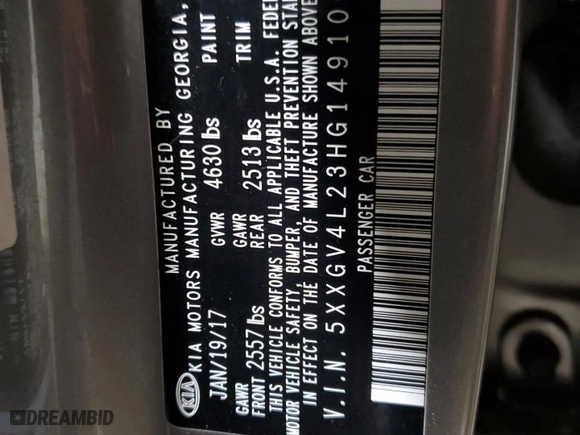 MANUFACTURED BY
KIA MOTORS MANUFACTURING GEORGIA,
JAN/19/17 GVWR 4630 lbs PAINT
GAWR GAWR
FRONT 2557 lbs REAR 2513 lbs TRIM
THIS VEHICLE CONFORMS TO ALL APPLICABLE U.S.A. FEDER
MOTOR VEHICLE SAFETY, BUMPER, AND THEFT PREVENTION STA
IN EFFECT ON THE DATE OF MANUFACTURE SHOWN ABOVE
V.I.N. 5XXGV4L23HG14910
PASSENGER CAR
KIA
DREAMBID